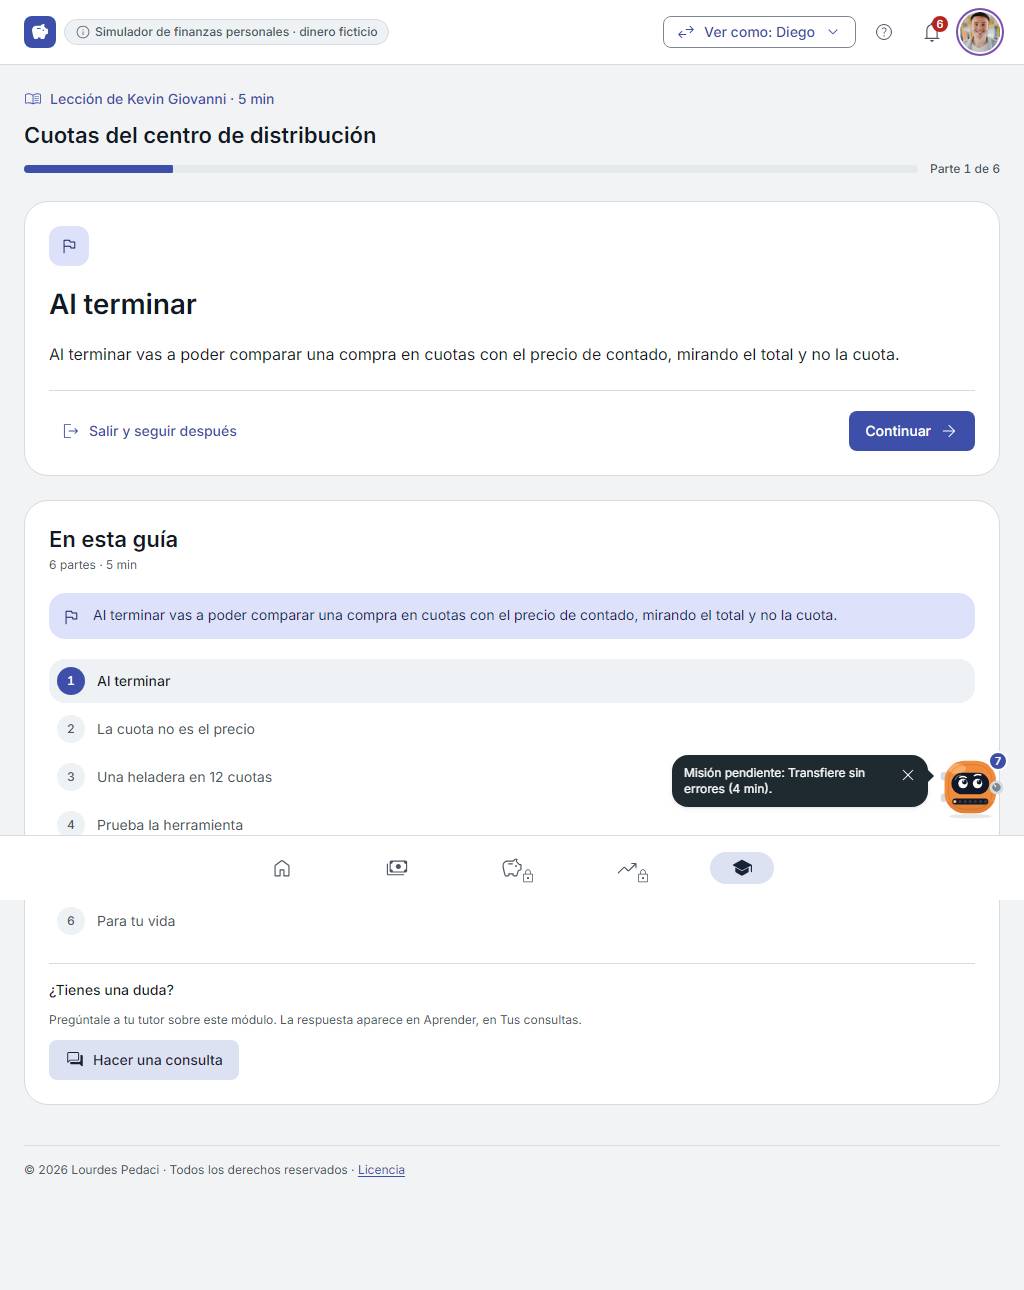 Simulador de finanzas personales · dinero ficticio
Ver como: Diego
6
Lección de Kevin Giovanni · 5 min
Cuotas del centro de distribución
Parte 1 de 6
Al terminar
Al terminar vas a poder comparar una compra en cuotas con el precio de contado, mirando el total y no la cuota.
Salir y seguir después
Continuar
En esta guía
6 partes · 5 min
Al terminar vas a poder comparar una compra en cuotas con el precio de contado, mirando el total y no la cuota.
1 Al terminar
2 La cuota no es el precio
3 Una heladera en 12 cuotas
7
Misión pendiente: Transfiere sin
errores (4 min).
4 Prueba la herramienta
6 Para tu vida
¿Tienes una duda?
Pregúntale a tu tutor sobre este módulo. La respuesta aparece en Aprender, en Tus consultas.
Hacer una consulta
© 2026 Lourdes Pedaci · Todos los derechos reservados · Licencia